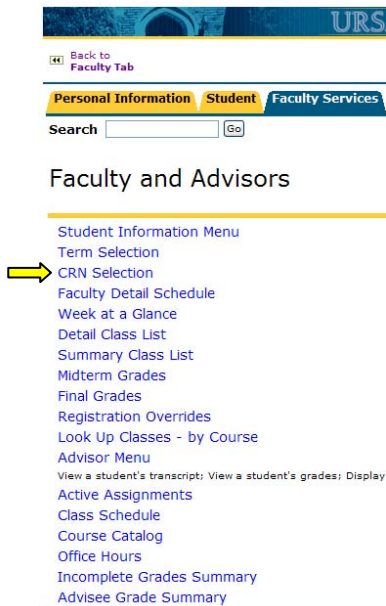 URS
Back to
Faculty Tab
Personal Information Student Faculty Services
Search Go
Faculty and Advisors
Student Information Menu
Term Selection
CRN Selection
Faculty Detail Schedule
Week at a Glance
Detail Class List
Summary Class List
Midterm Grades
Final Grades
Registration Overrides
Look Up Classes - by Course
Advisor Menu
View a student's transcript; View a student's grades; Display
Active Assignments
Class Schedule
Course Catalog
Office Hours
Incomplete Grades Summary
Advisee Grade Summary